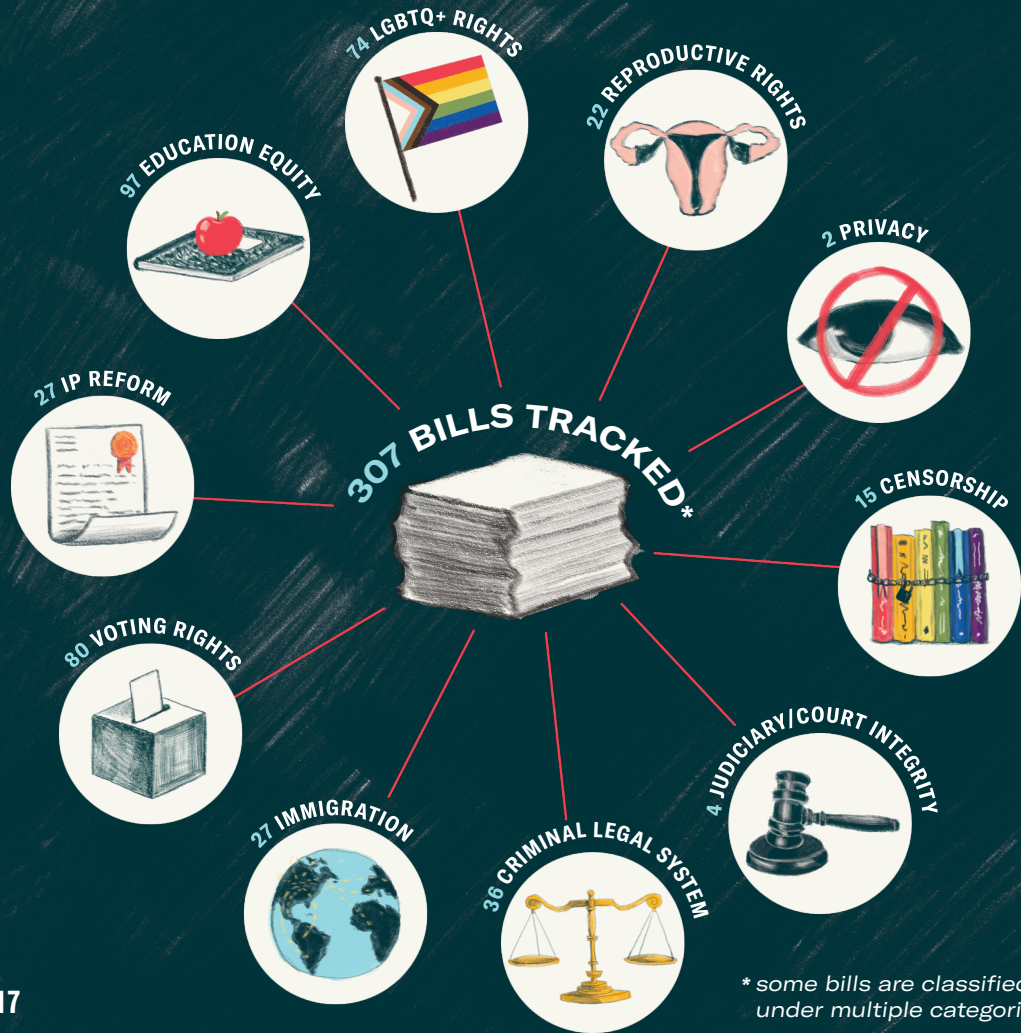 74 LGBTQ+ RIGHTS
22 REPRODUCTIVE RIGHTS
97 EDUCATION EQUITY
2 PRIVACY
27 IP REFORM
307 BILLS TRACKED*
15 CENSORSHIP
80 VOTING RIGHTS
4 JUDICIARY/COURT INTEGRITY
27 IMMIGRATION
36 CRIMINAL LEGAL SYSTEM
* some bills are classified
under multiple categori
17